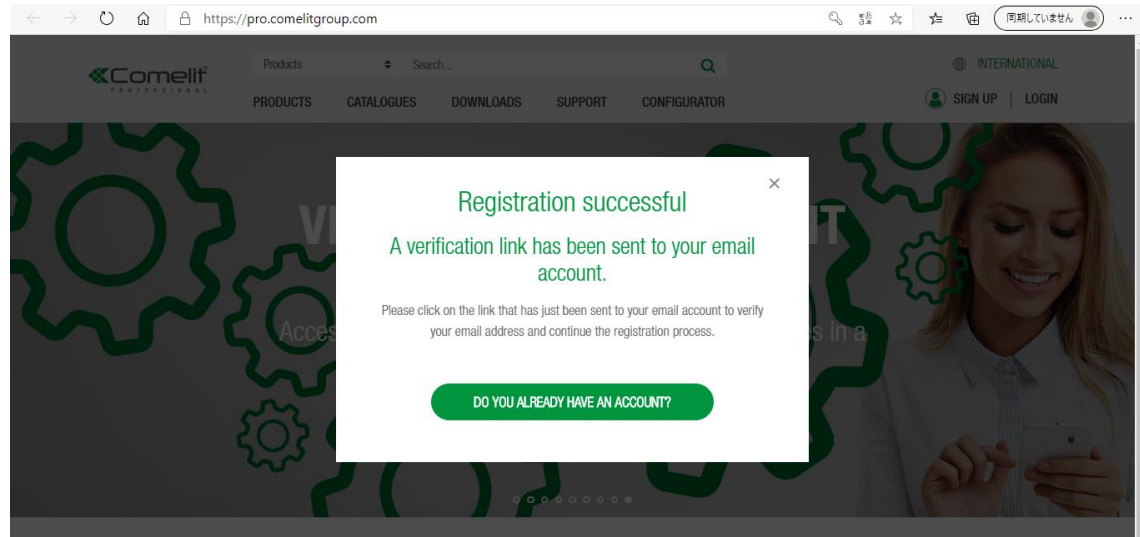 https://pro.comelitgroup.com
同期していません
Comelit
PROFESSIONAL
Products
Search...
INTERNATIONAL
PRODUCTS CATALOGUES DOWNLOADS SUPPORT CONFIGURATOR
SIGN UP | LOGIN
Registration successful
A verification link has been sent to your email
account.
Please click on the link that has just been sent to your email account to verify
your email address and continue the registration process.
DO YOU ALREADY HAVE AN ACCOUNT?